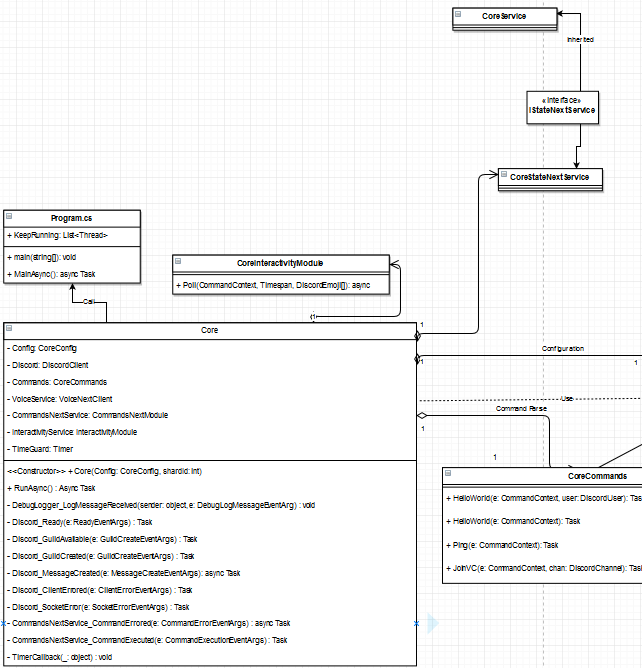 CoreService
Inherited
«Interface»
IStateNextService
CoreStateNextService
Program.cs
+ KeepRunning: List<Thread>
+ main(string[]): void
+ MainAsync(): async Task
Call
CoreInteractivityModule
+ Poll(CommandContext, Timespan, DiscordEmoji[]): async
1
1
Core
- Config: CoreConfig
- Discord: DiscordClient
- Commands: CoreCommands
- VoiceService: VoiceNextClient
- CommandsNextService: CommandsNextModule
- InteractivityService: InteractivityModule
- TimeGuard: Timer
<<Constructor>> + Core(Config: CoreConfig, shardid: int)
+ RunAsync() : Async Task
- DebugLogger_LogMessageReceived(sender: object, e: DebugLogMessageEventArg) : void
- Discord_Ready(e: ReadyEventArgs) : Task
- Discord_GuildAvailable(e: GuildCreateEventArgs) : Task
- Discord_GuildCreated(e: GuildCreateEventArgs) : Task
- Discord_MessageCreated(e: MessageCreateEventArgs): async Task
- Discord_ClientErrored(e: ClientErrorEventArgs) : Task
- Discord_SocketError(e: SocketErrorEventArgs) : Task
- CommandsNextService_CommandErrored(e: CommandErrorEventArgs) : async Task
- CommandsNextService_CommandExecuted(e: CommandExecutionEventArgs) : Task
- TimerCallback(_: object) : void
Configuration
1
1
Use
Command Parse
1
1
CoreCommands
+ HelloWorld(e: CommandContext, user: DiscordUser): Tas
+ HelloWorld(e: CommandContext): Task
+ Ping(e: CommandContext): Task
+ JoinVC(e: CommandContext, chan: DiscordChannel): Task